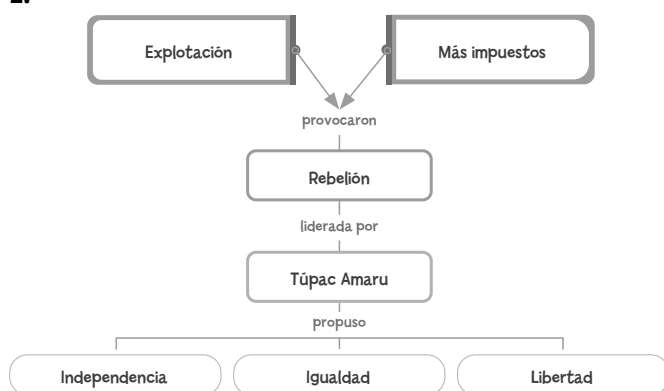 2.
Explotación Más impuestos
provocaron
Rebelión
liderada por
Túpac Amaru
propuso
Independencia Igualdad Libertad